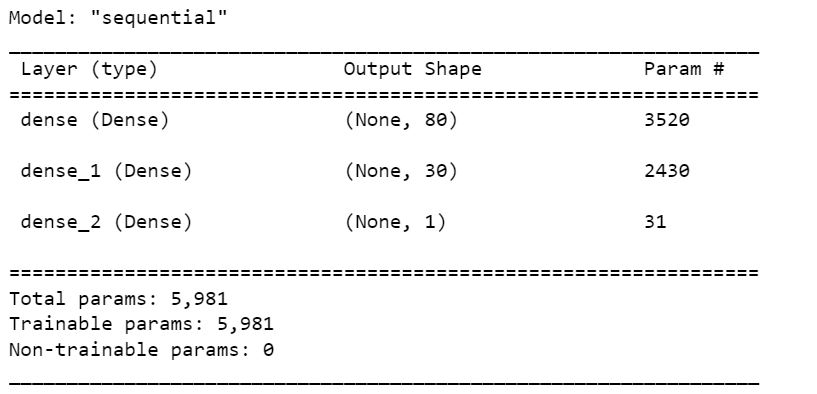 Model: "sequential"
_________________________________________________________________
Layer (type) Output Shape Param #
=================================================================
dense (Dense) (None, 80) 3520
dense_1 (Dense) (None, 30) 2430
dense_2 (Dense) (None, 1) 31
=================================================================
Total params: 5,981
Trainable params: 5,981
Non-trainable params: 0
_________________________________________________________________